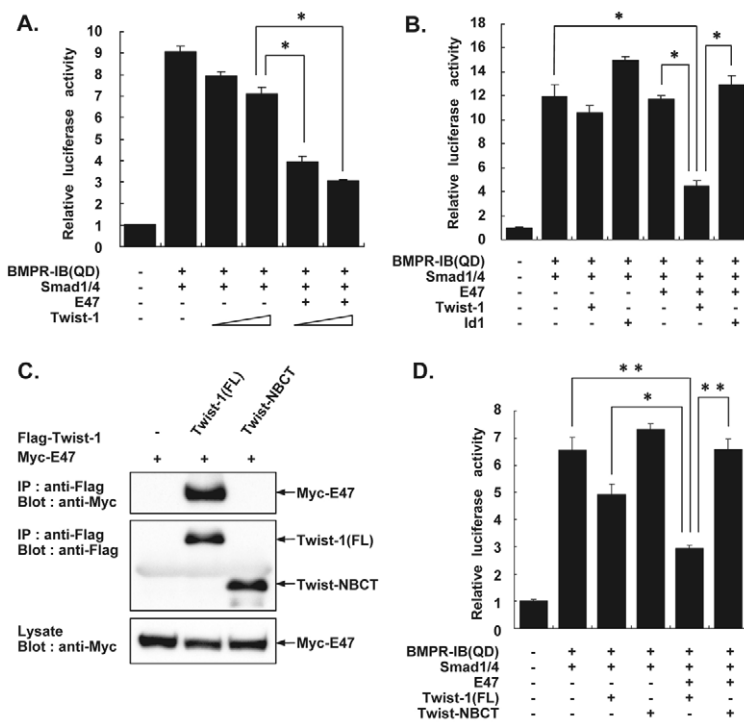 A.
*
*
10
9
8
7
6
5
4
3
2
1
0
Relative luciferase activity
BMPR-IB(QD) - + + + + +
Smad1/4 - + + + + +
E47 - - - - + +
Twist-1 - -
B.
*
*
*
18
16
14
12
10
8
6
4
2
0
Relative luciferase activity
BMPR-IB(QD) - + + + + + +
Smad1/4 - + + + + + +
E47 - - - - + + +
Twist-1 - - + - - + -
Id1 - - - + - - +
C.
Flag-Twist-1 - Twist-1(FL) Twist-NBCT
Myc-E47 + + +
IP : anti-Flag
Blot : anti-Myc
Myc-E47
IP : anti-Flag
Blot : anti-Flag
Twist-1(FL)
Twist-NBCT
Lysate
Blot : anti-Myc
Myc-E47
D.
* *
*
* *
8
7
6
5
4
3
2
1
0
Relative luciferase activity
BMPR-IB(QD) - + + + + +
Smad1/4 - + + + + +
E47 - - - - + +
Twist-1(FL) - - + - + -
Twist-NBCT - - - + - +